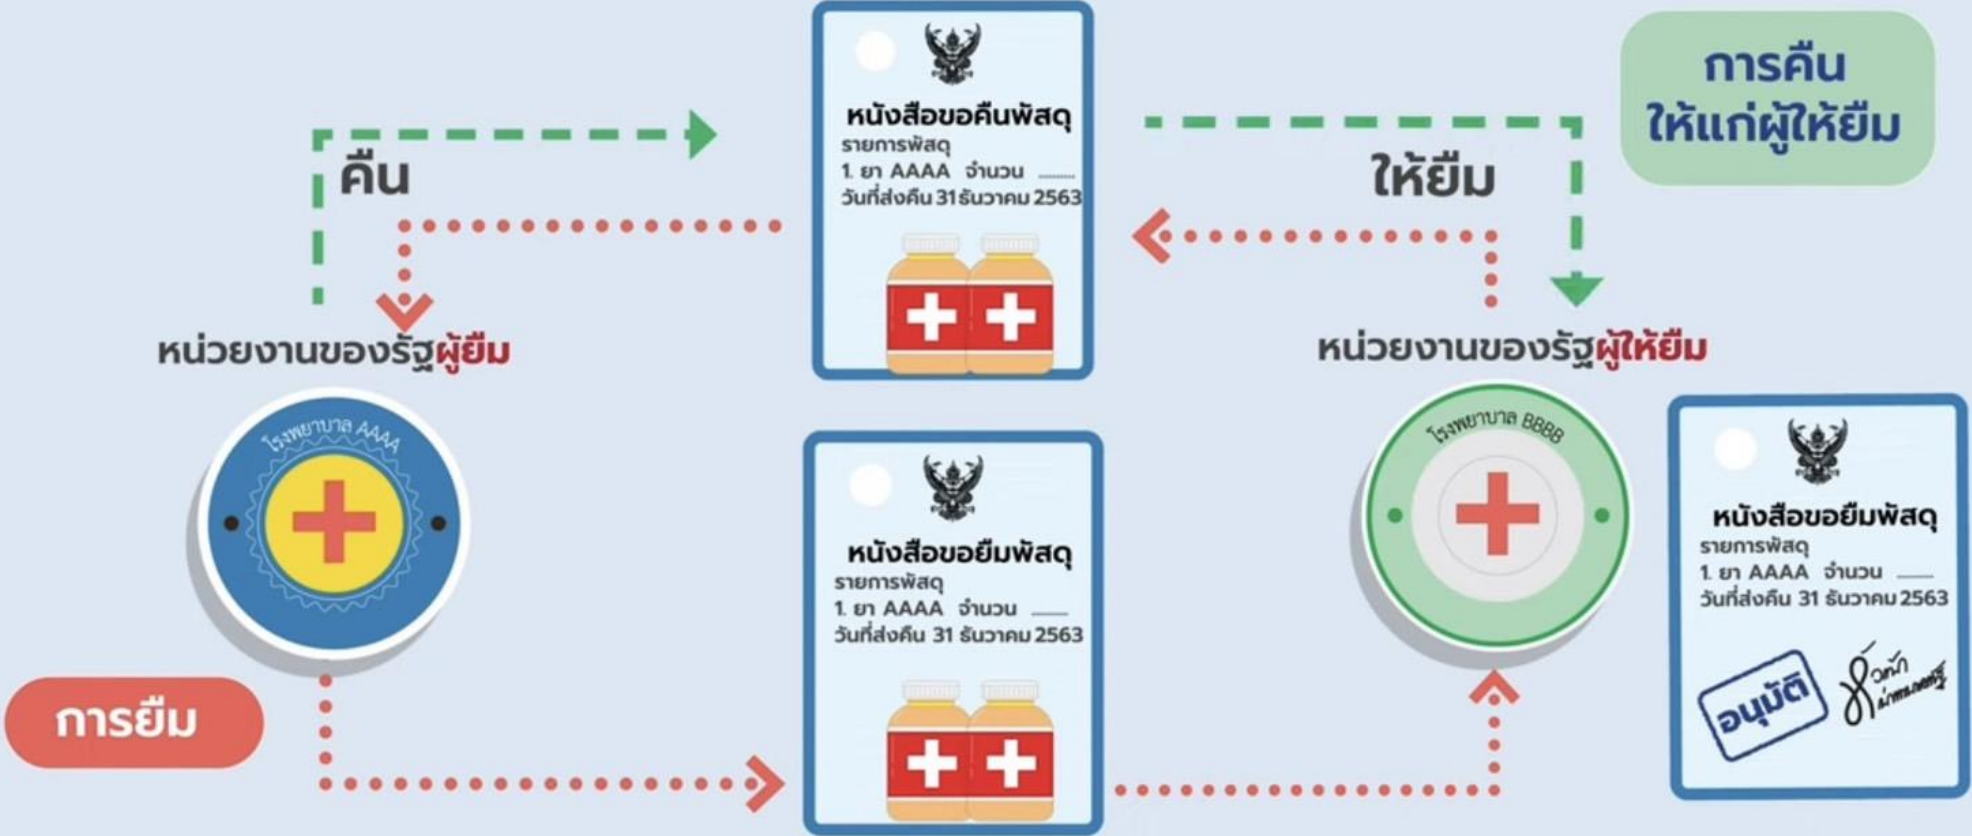 หนังสือขอคืนพัสดุ
รายการพัสดุ
1. ยา AAAA จำนวน ........
วันที่ส่งคืน 31 ธันวาคม 2563
การคืน
ให้แก่ผู้ให้ยืม
คืน
ให้ยืม
หน่วยงานของรัฐผู้ยืม
หน่วยงานของรัฐผู้ให้ยืม
โรงพยาบาล AAAA
โรงพยาบาล BBBB
หนังสือขอยืมพัสดุ
รายการพัสดุ
1. ยา AAAA จำนวน ........
วันที่ส่งคืน 31 ธันวาคม 2563
หนังสือขอยืมพัสดุ
รายการพัสดุ
1. ยา AAAA จำนวน ........
วันที่ส่งคืน 31 ธันวาคม 2563
อนุมัติ
การยืม